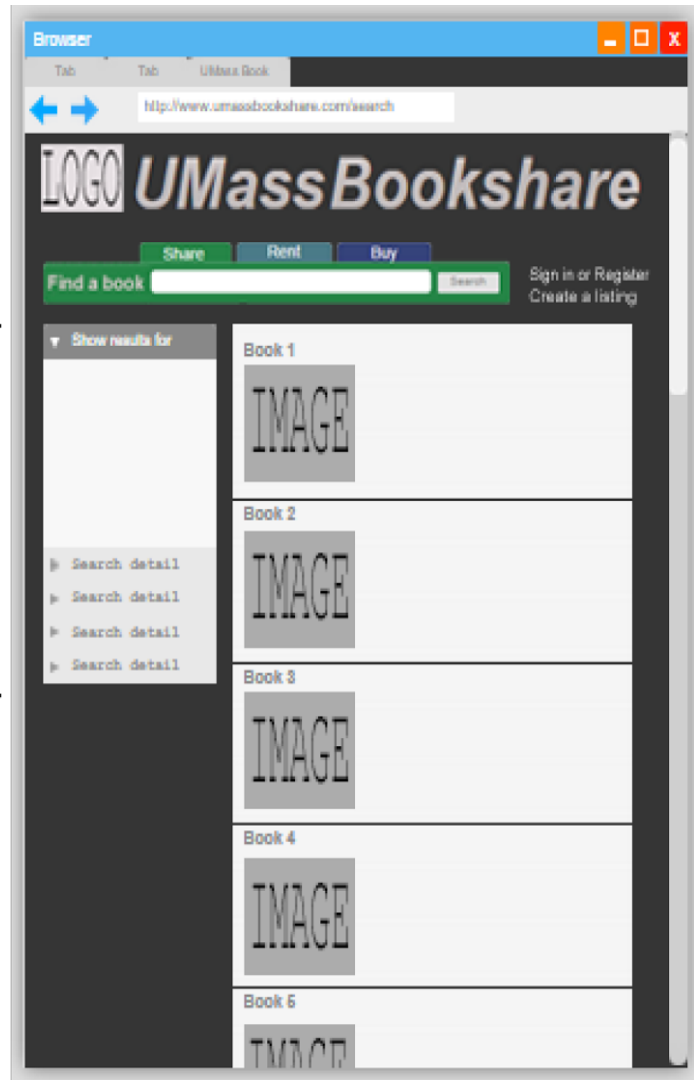 Browser
Tab Tab UMass Book
http://www.umassbookshare.com/search
LOGO UMassBookshare
Share Rent Buy
Find a book Search
Sign in or Register
Create a listing
Show results for
Search detail
Search detail
Search detail
Search detail
Book 1
IMAGE
Book 2
IMAGE
Book 3
IMAGE
Book 4
IMAGE
Book 5
IMAGE